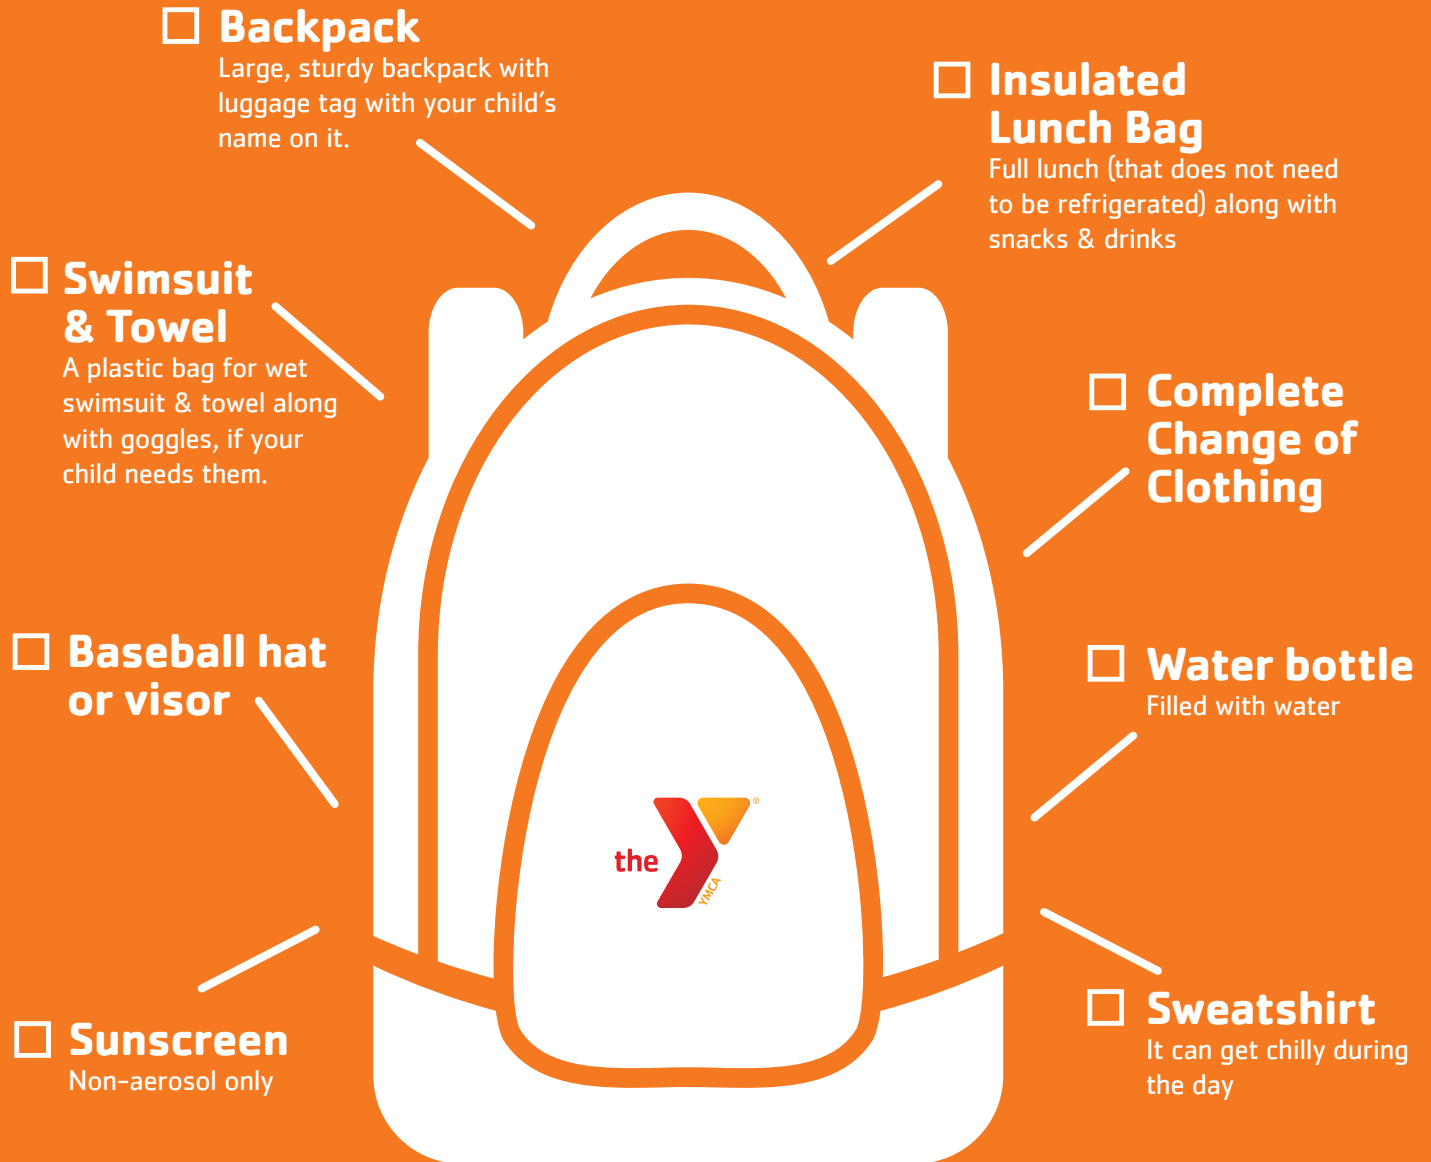 Backpack
Large, sturdy backpack with
luggage tag with your child's
name on it.
Insulated
Lunch Bag
Full lunch (that does not need
to be refrigerated) along with
snacks & drinks
Swimsuit
& Towel
A plastic bag for wet
swimsuit & towel along
with goggles, if your
child needs them.
Complete
Change of
Clothing
Baseball hat
or visor
Water bottle
Filled with water
the
YMCA
®
Sunscreen
Non-aerosol only
Sweatshirt
It can get chilly during
the day